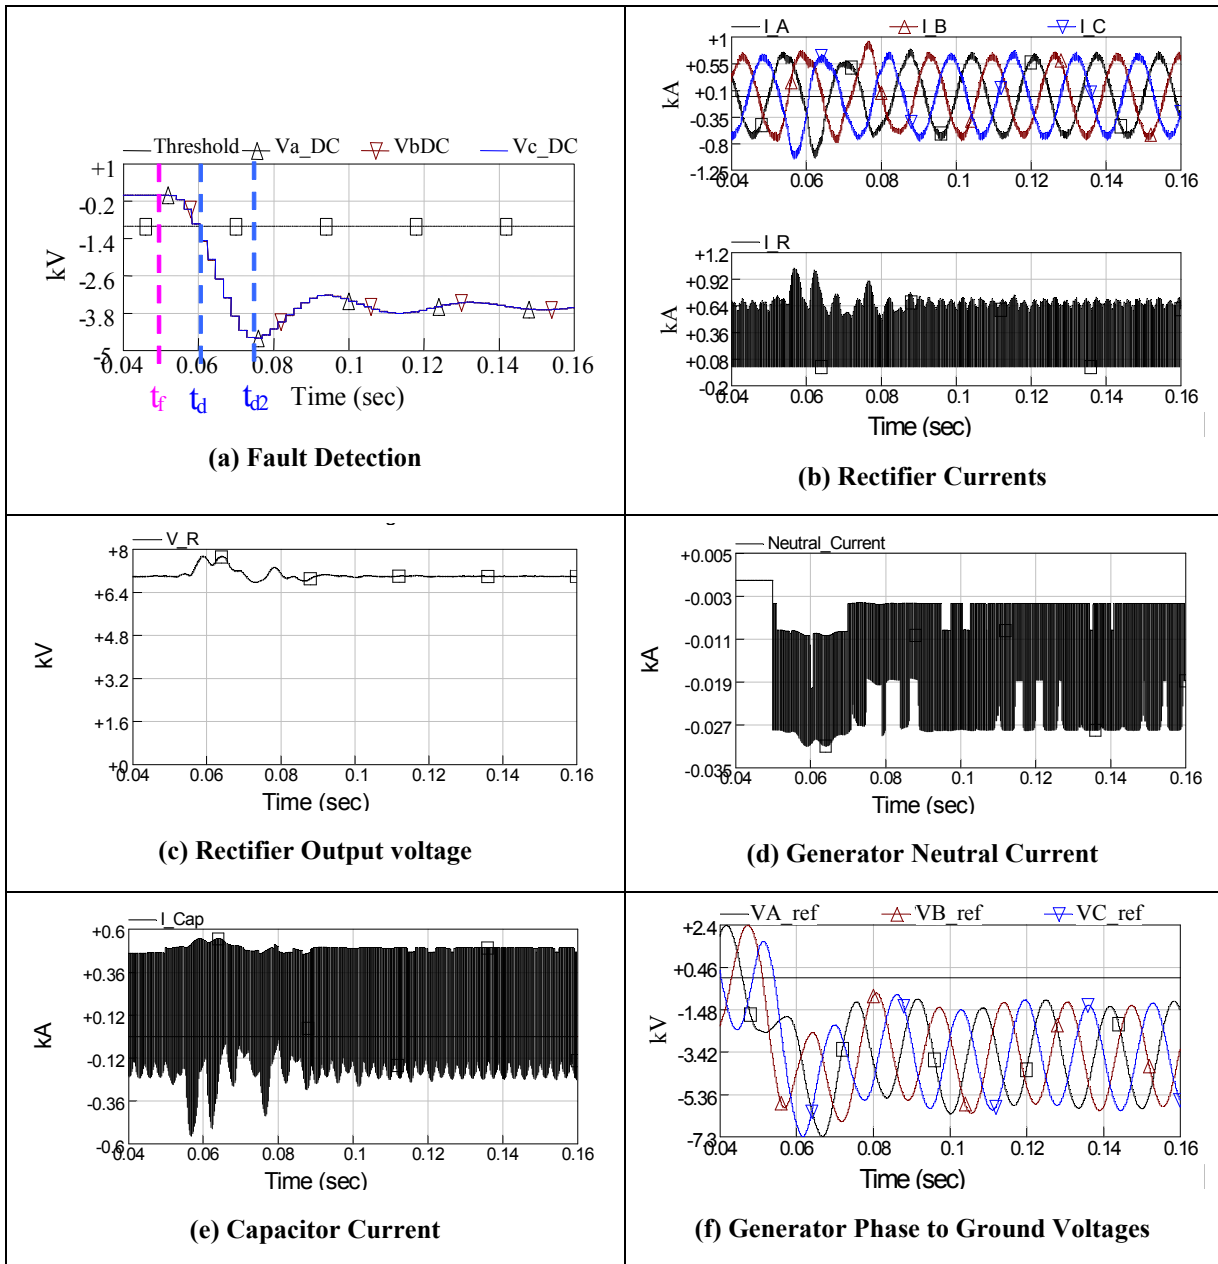 Threshold Va_DC VbDC Vc_DC
+1
-0.2
-1.4
-2.6
-3.8
-5
kV
0.04 0.06 0.08 0.1 0.12 0.14 0.16
tf td td2 Time (sec)
(a) Fault Detection
I_A I_B I_C
+1
+0.55
+0.1
-0.35
-0.8
-1.25
kA
0.04 0.06 0.08 0.1 0.12 0.14 0.16
I_R
+1.2
+0.92
+0.64
+0.36
+0.08
-0.2
kA
0.04 0.06 0.08 0.1 0.12 0.14 0.16
Time (sec)
(b) Rectifier Currents
V_R
+8
+6.4
+4.8
+3.2
+1.6
+0
kV
0.04 0.06 0.08 0.1 0.12 0.14 0.16
Time (sec)
(c) Rectifier Output voltage
Neutral_Current
+0.005
-0.003
-0.011
-0.019
-0.027
-0.035
kA
0.04 0.06 0.08 0.1 0.12 0.14 0.16
Time (sec)
(d) Generator Neutral Current
I_Cap
+0.6
+0.36
+0.12
-0.12
-0.36
-0.6
kA
0.04 0.06 0.08 0.1 0.12 0.14 0.16
Time (sec)
(e) Capacitor Current
VA_ref VB_ref VC_ref
+2.4
+0.46
-1.48
-3.42
-5.36
-7.3
kV
0.04 0.06 0.08 0.1 0.12 0.14 0.16
Time (sec)
(f) Generator Phase to Ground Voltages